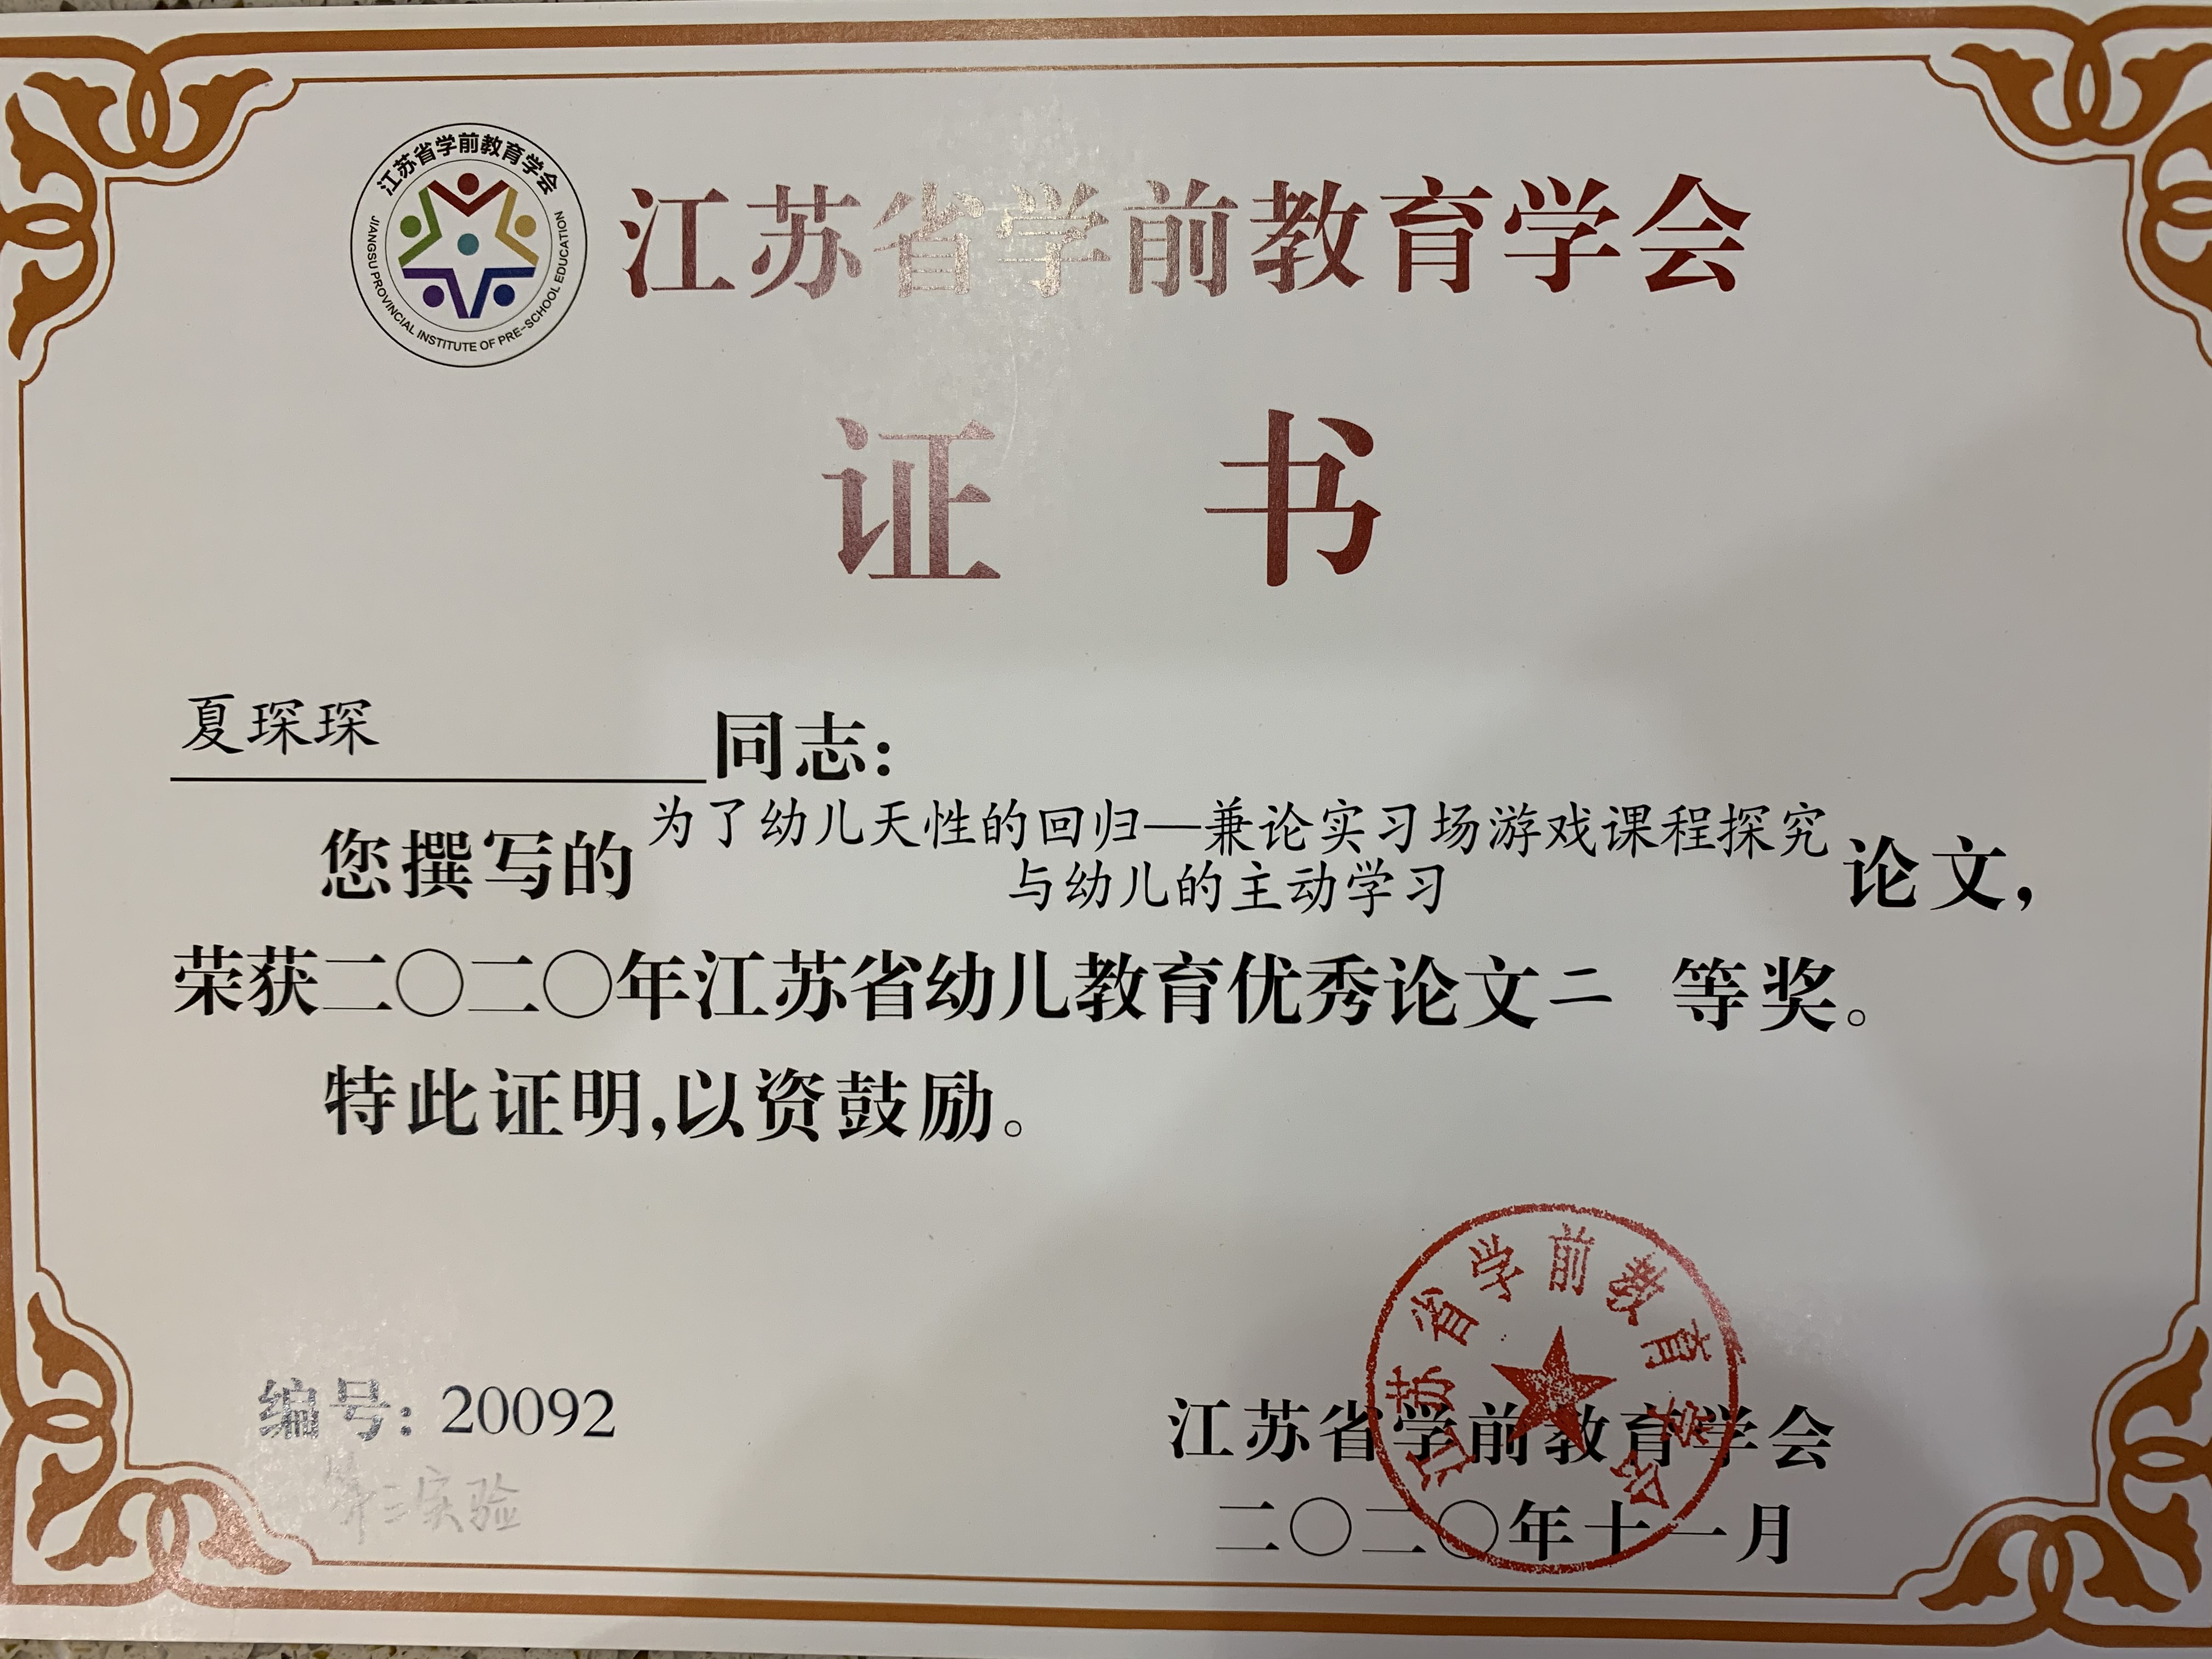 江苏省学前教育学会
JIANGSU PROVINCIAL INSTITUTE OF PRE-SCHOOL EDUCATION
江苏省学前教育学会
证 书
夏琛琛 同志：
您撰写的 为了幼儿天性的回归—兼论实习场游戏课程探究
与幼儿的主动学习 论文，
荣获二〇二〇年江苏省幼儿教育优秀论文二 等奖。
特此证明，以资鼓励。
江苏省学前教育学会
编号：20092
江苏省学前教育学会
第二实验
二〇二〇年十一月